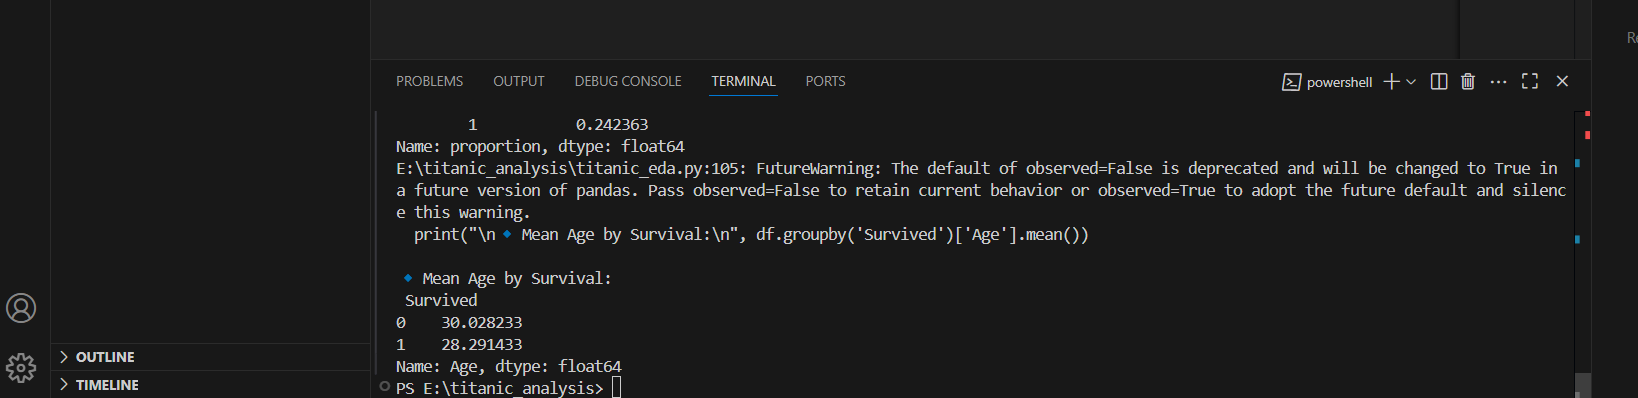 Re
PROBLEMS OUTPUT DEBUG CONSOLE TERMINAL PORTS powershell
1 0.242363
Name: proportion, dtype: float64
E:\titanic_analysis\titanic_eda.py:105: FutureWarning: The default of observed=False is deprecated and will be changed to True in
a future version of pandas. Pass observed=False to retain current behavior or observed=True to adopt the future default and silenc
e this warning.
print("\n🔹 Mean Age by Survival:\n", df.groupby('Survived')['Age'].mean())
🔹 Mean Age by Survival:
Survived
0 30.028233
1 28.291433
Name: Age, dtype: float64
PS E:\titanic_analysis>
OUTLINE
TIMELINE